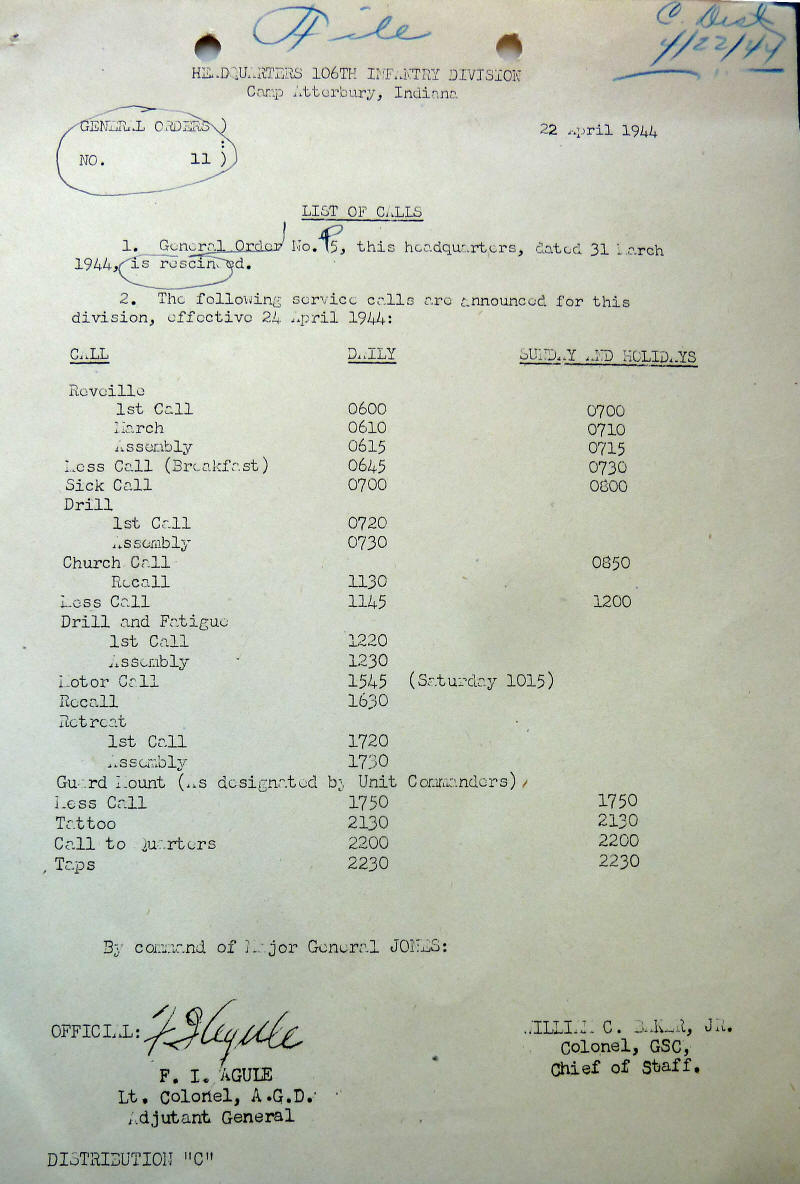 File
C. Dist
4/22/44
HEADQUARTERS 106TH INFANTRY DIVISION
Camp Atterbury, Indiana
GENERAL ORDERS )
:
NO. 11 )
22 April 1944
LIST OF CALLS
1. General Order No. 5, this headquarters, dated 31 March
1944, is rescinded.
2. The following service calls are announced for this
division, effective 24 April 1944:
CALL DAILY SUNDAY AND HOLIDAYS
Reveille
1st Call 0600 0700
March 0610 0710
Assembly 0615 0715
Mess Call (Breakfast) 0645 0730
Sick Call 0700 0800
Drill
1st Call 0720
Assembly 0730
Church Call 0850
Recall 1130
Mess Call 1145 1200
Drill and Fatigue
1st Call 1220
Assembly 1230
Motor Call 1545 (Saturday 1015)
Recall 1630
Retreat
1st Call 1720
Assembly 1730
Guard Mount (As designated by Unit Commanders)
Mess Call 1750 1750
Tattoo 2130 2130
Call to Quarters 2200 2200
Taps 2230 2230
By command of Major General JONES:
OFFICIAL: F I Agule
WILLIAM C. BAKER, JR.
Colonel, GSC,
Chief of Staff.
F. I. AGULE
Lt. Colonel, A.G.D.
Adjutant General
DISTRIBUTION "C"